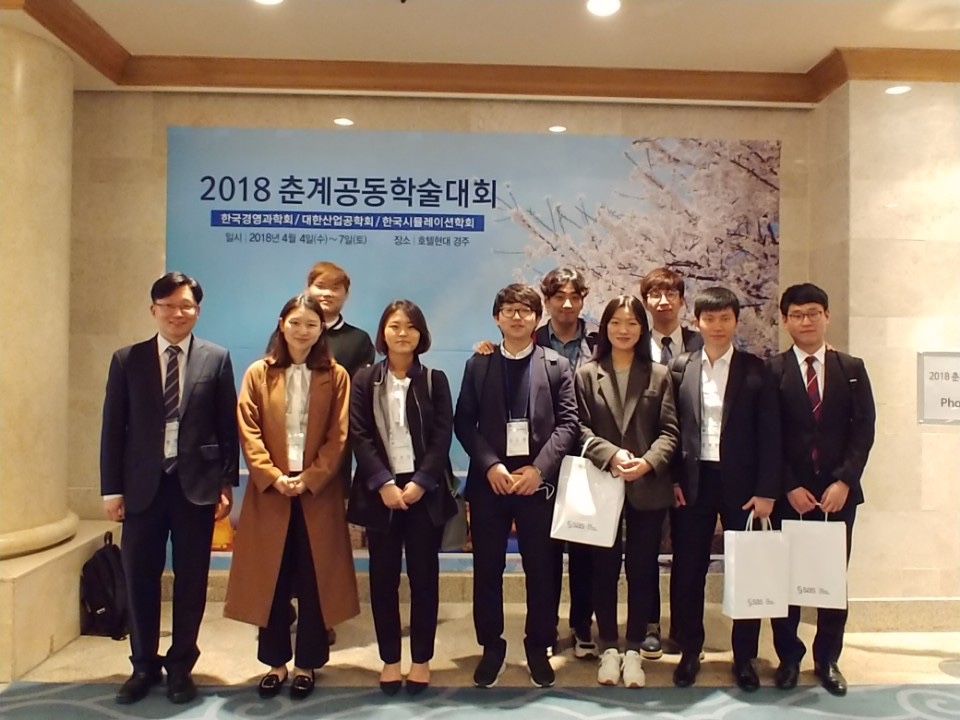 2018 춘계공동학술대회
한국경영과학회 / 대한산업공학회 / 한국시뮬레이션학회
일시 : 2018년 4월 4일(수)~7일(토) 장소 : 호텔현대 경주
2018 춘
Pho